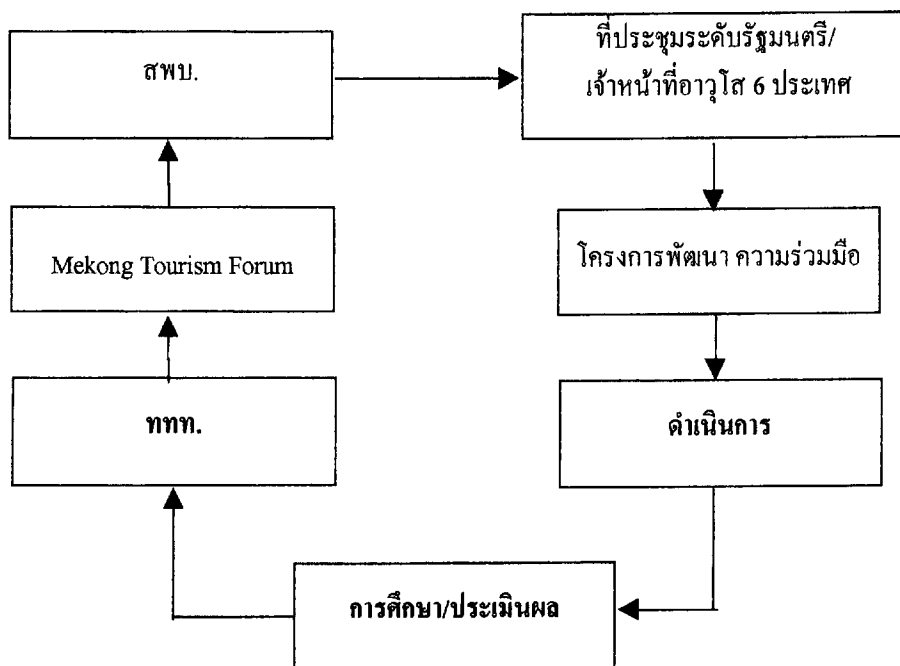 สพบ.
ที่ประชุมระดับรัฐมนตรี/
เจ้าหน้าที่อาวุโส 6 ประเทศ
Mekong Tourism Forum
โครงการพัฒนา ความร่วมมือ
ททท.
ดำเนินการ
การศึกษา/ประเมินผล